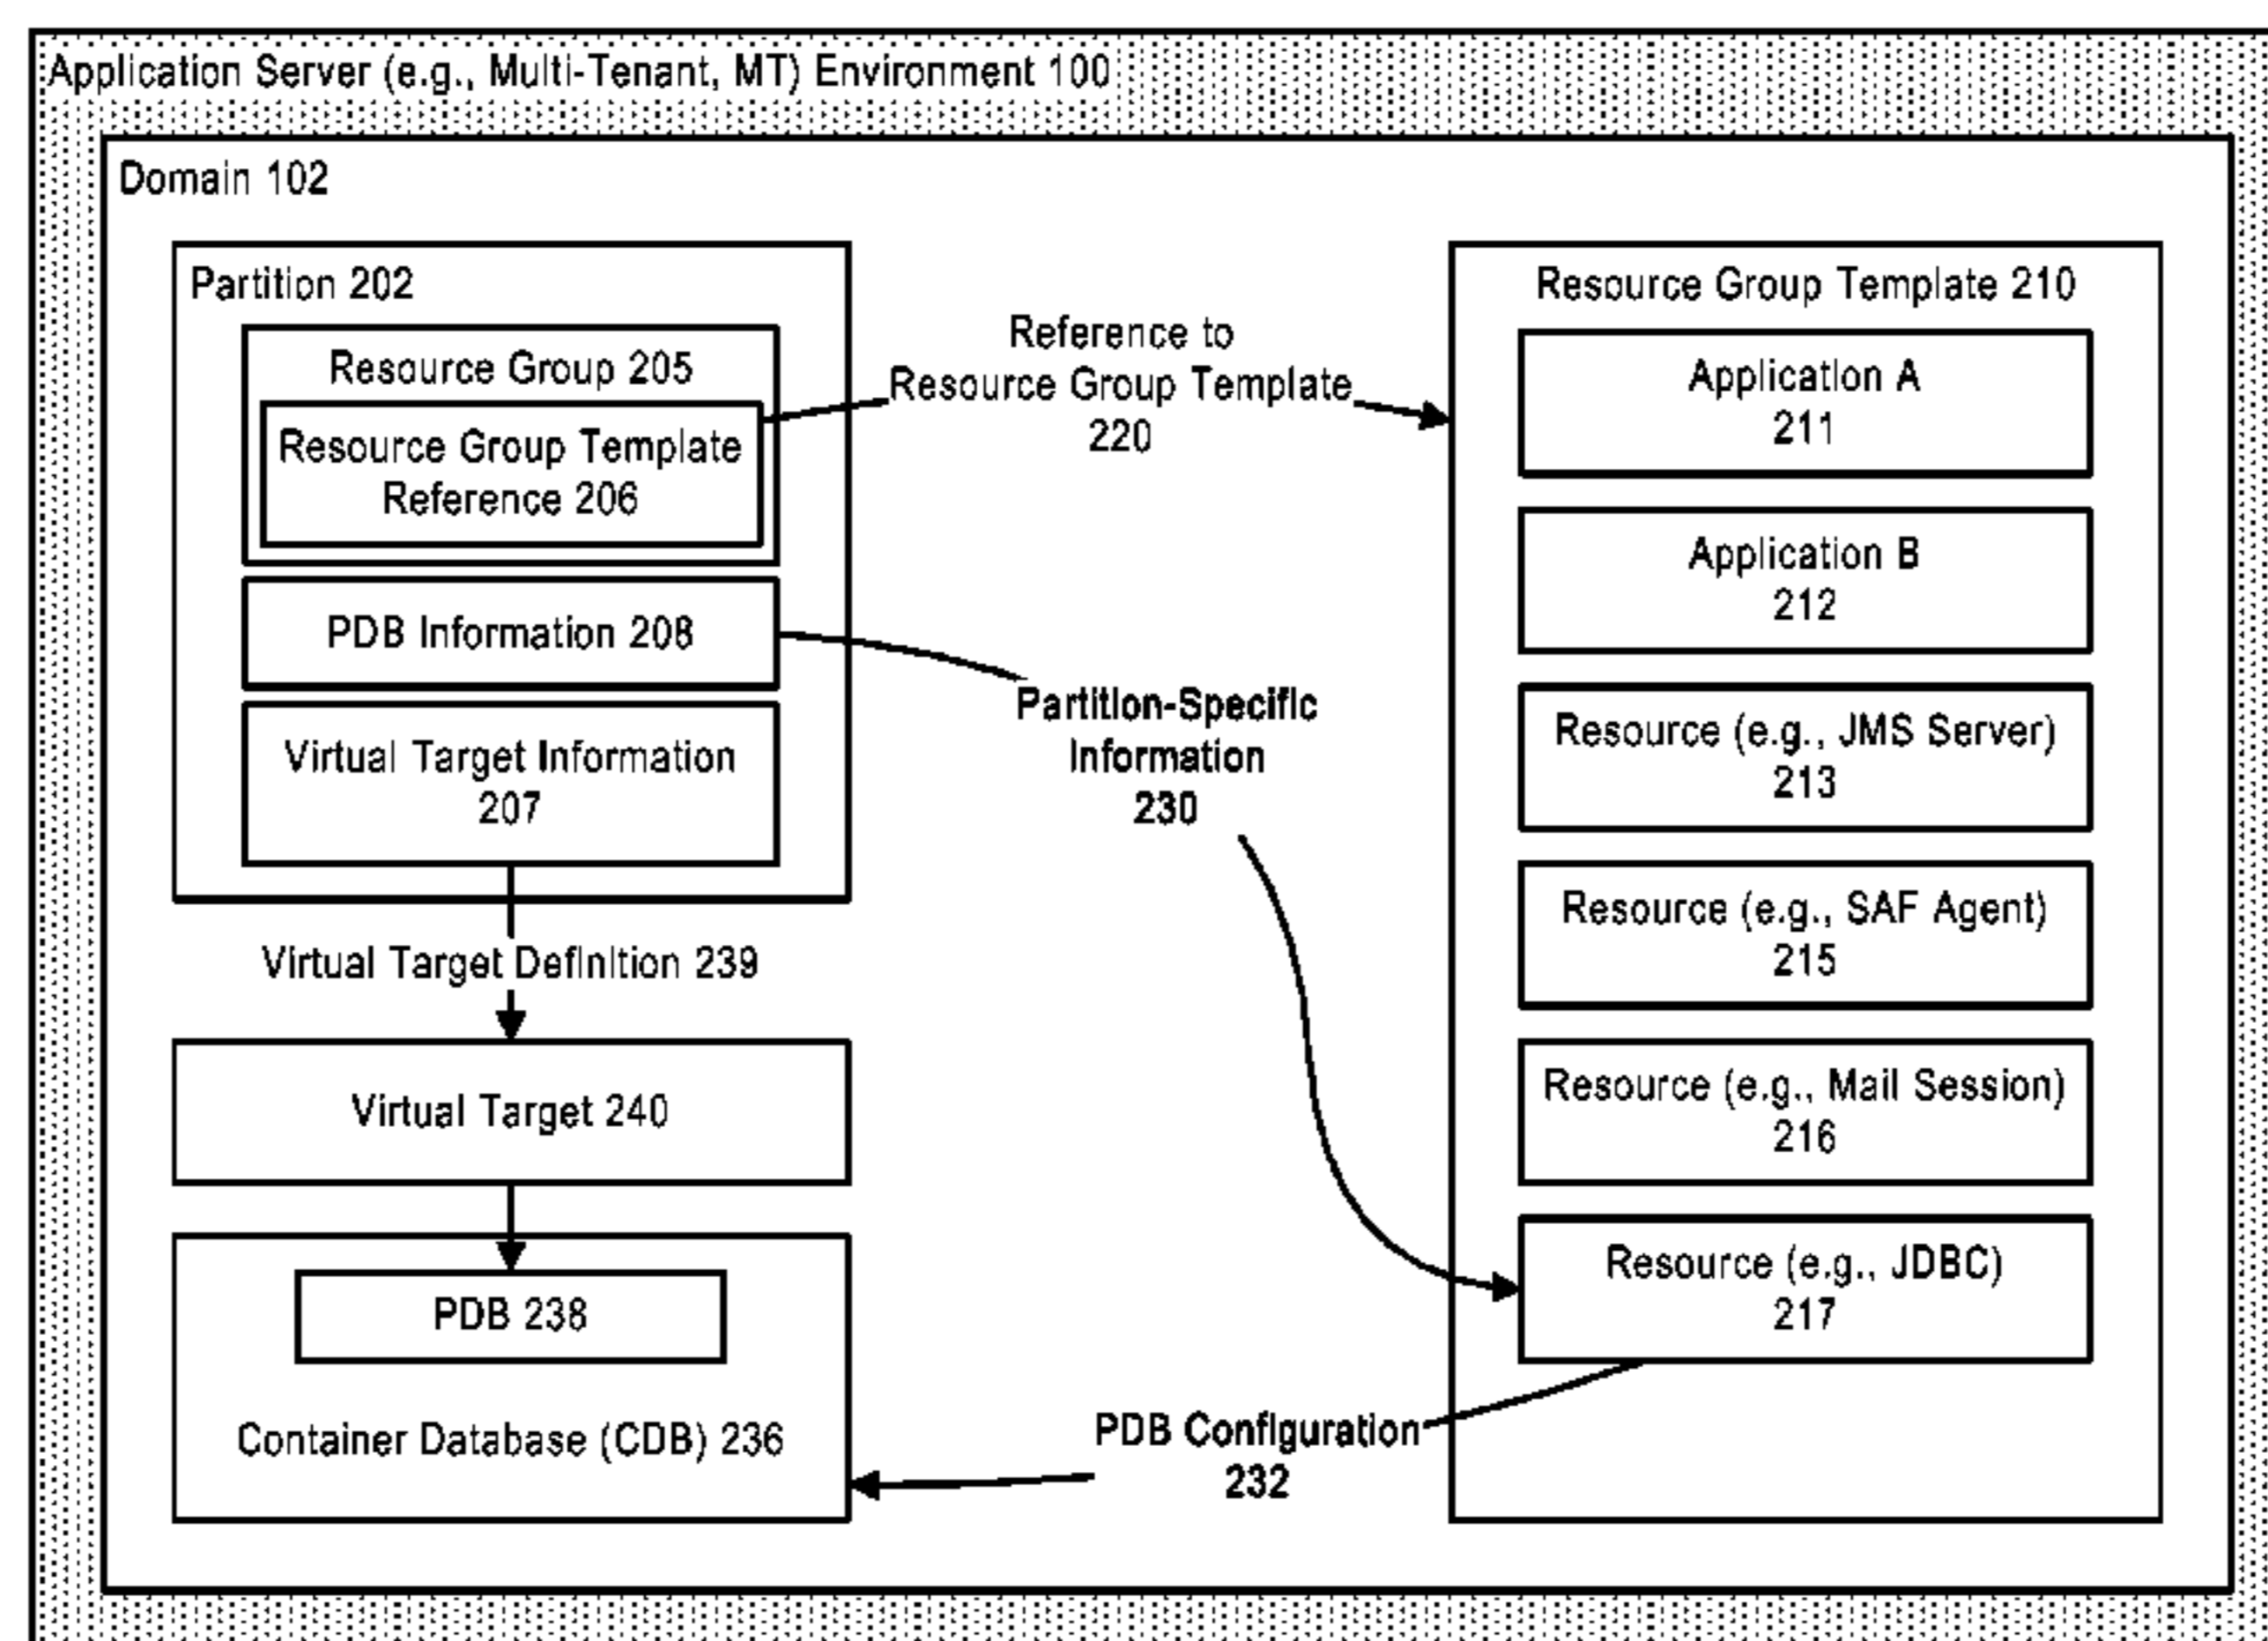 Application Server (e.g., Multi-Tenant, MT) Environment 100
Domain 102
Partition 202
Resource Group 205
Resource Group Template
Reference 206
PDB Information 208
Virtual Target Information
207
Virtual Target Definition 239
Virtual Target 240
PDB 238
Container Database (CDB) 236
Reference to
Resource Group Template
220
Partition-Specific
Information
230
PDB Configuration
232
Resource Group Template 210
Application A
211
Application B
212
Resource (e.g., JMS Server)
213
Resource (e.g., SAF Agent)
215
Resource (e.g., Mail Session)
216
Resource (e.g., JDBC)
217